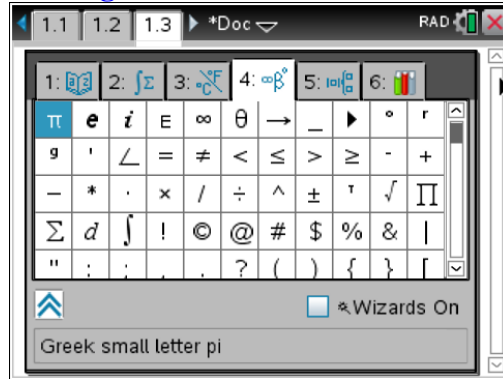 1.1 1.2 1.3 *Doc RAD
1: 2: ∫Σ 3: °C°F 4: ∞β° 5: 6:
π e i E ∞ θ → _ ▶ ° r
g ' ∠ = ≠ < ≤ > ≥ - +
− * · × / ÷ ^ ± T √ ∏
Σ d ∫ ! © @ # $ % & |
" : ; , . ? ( ) { } [
Wizards On
Greek small letter pi